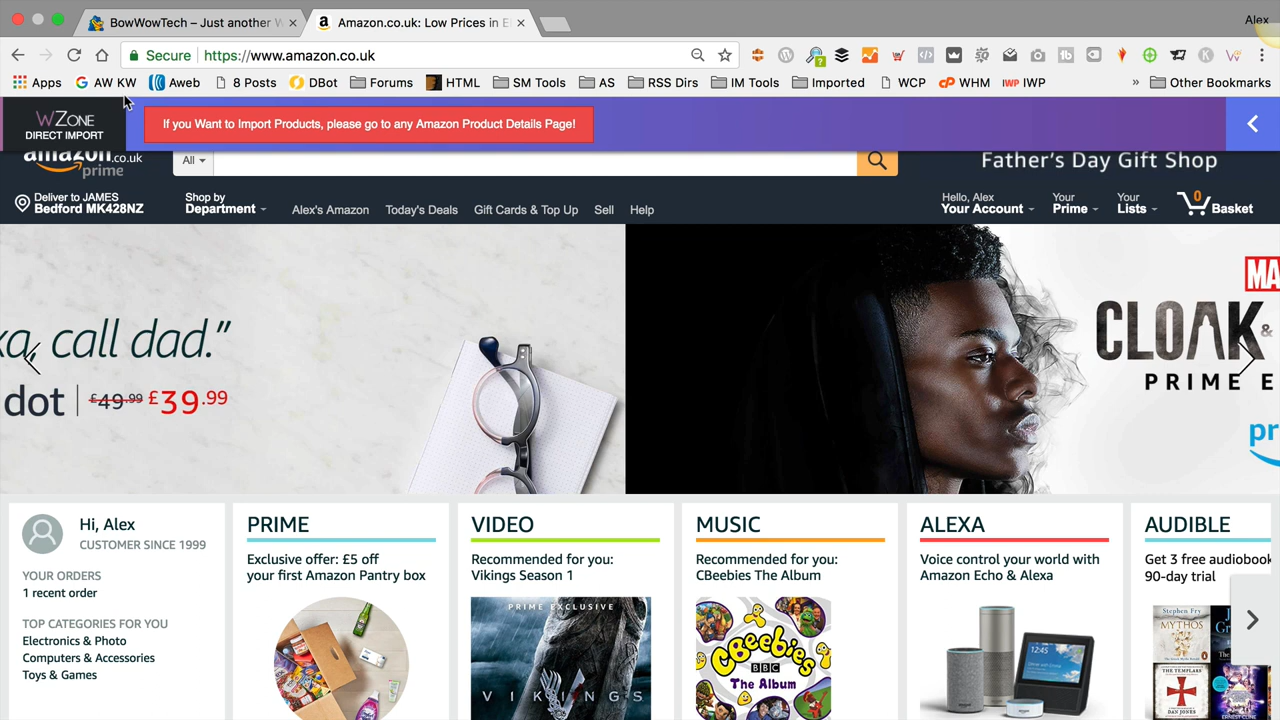 Alex
BowWowTech – Just another W
Amazon.co.uk: Low Prices in El
Secure
https://www.amazon.co.uk
Apps
AW KW
Aweb
8 Posts
DBot
Forums
HTML
SM Tools
AS
RSS Dirs
IM Tools
Imported
WCP
WHM
IWP IWP
Other Bookmarks
WZONE
DIRECT IMPORT
If you Want to Import Products, please go to any Amazon Product Details Page!
amazon.co.uk
prime
All
Father's Day Gift Shop
Deliver to JAMES
Bedford MK428NZ
Shop by
Department
Alex's Amazon
Today's Deals
Gift Cards & Top Up
Sell
Help
Hello, Alex
Your Account
Your
Prime
Your
Lists
0
Basket
xa, call dad."
dot
£49.99 £39.99
MA
CLOAK &
PRIME E
pr
Hi, Alex
CUSTOMER SINCE 1999
YOUR ORDERS
1 recent order
TOP CATEGORIES FOR YOU
Electronics & Photo
Computers & Accessories
Toys & Games
PRIME
Exclusive offer: £5 off
your first Amazon Pantry box
VIDEO
Recommended for you:
Vikings Season 1
PRIME EXCLUSIVE
VIKINGS
MUSIC
Recommended for you:
CBeebies The Album
CBeebies
BBC
The Album
ALEXA
Voice control your world with
Amazon Echo & Alexa
12:45
AUDIBLE
Get 3 free audiobook
90-day trial
Stephen Fry
MYTHOS
THE TEMPLARS
DAN JONES
ERNEST CLINE